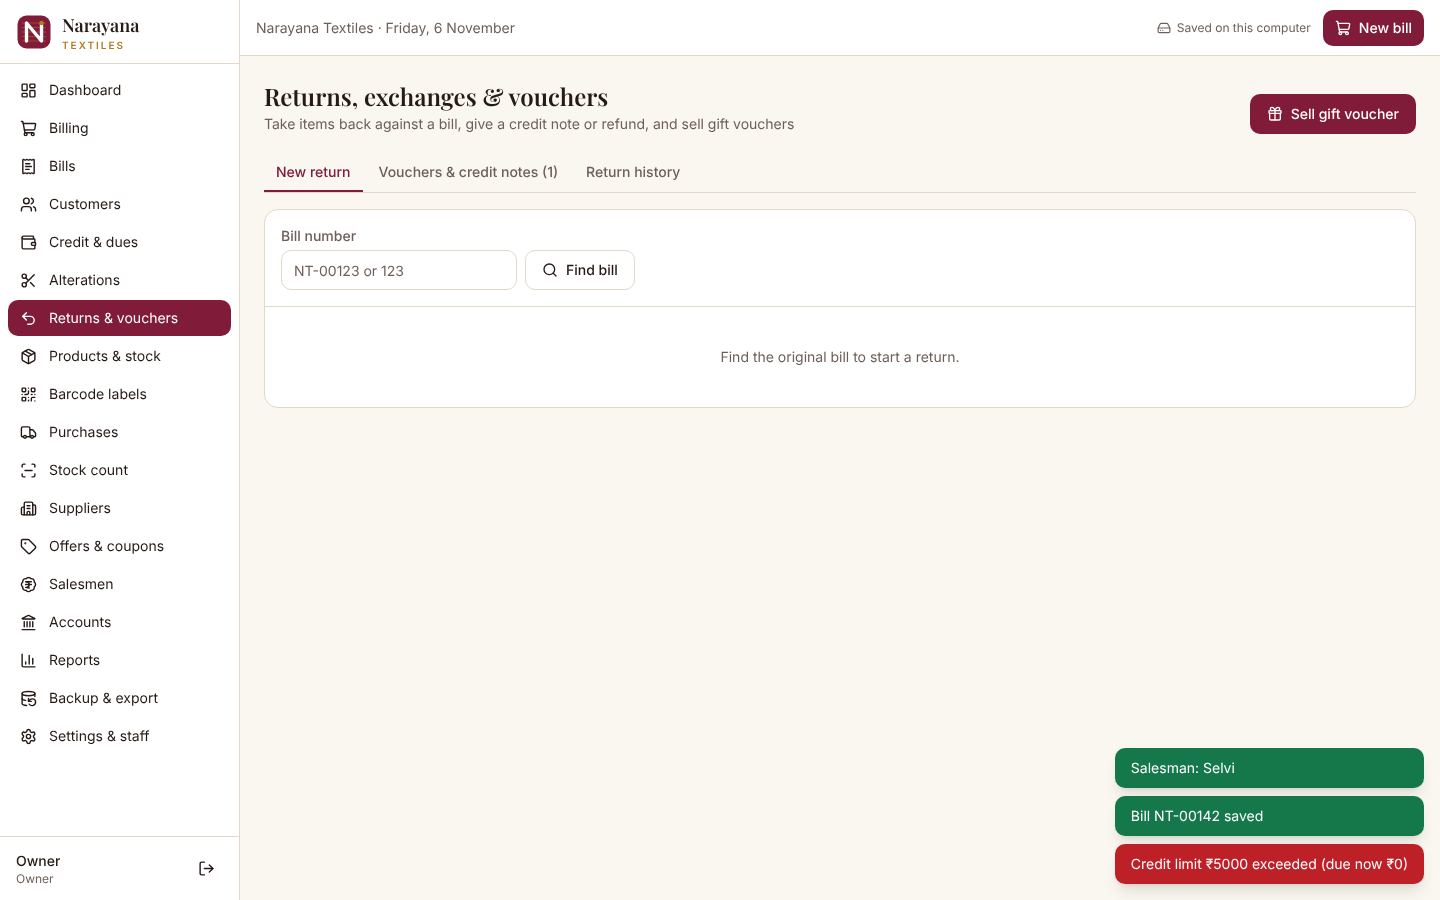 Narayana
TEXTILES
Narayana Textiles · Friday, 6 November
Saved on this computer
New bill
Dashboard
Billing
Bills
Customers
Credit & dues
Alterations
Returns & vouchers
Products & stock
Barcode labels
Purchases
Stock count
Suppliers
Offers & coupons
Salesmen
Accounts
Reports
Backup & export
Settings & staff
Owner
Owner
Returns, exchanges & vouchers
Take items back against a bill, give a credit note or refund, and sell gift vouchers
Sell gift voucher
New return
Vouchers & credit notes (1)
Return history
Bill number
NT-00123 or 123
Find bill
Find the original bill to start a return.
Salesman: Selvi
Bill NT-00142 saved
Credit limit ₹5000 exceeded (due now ₹0)